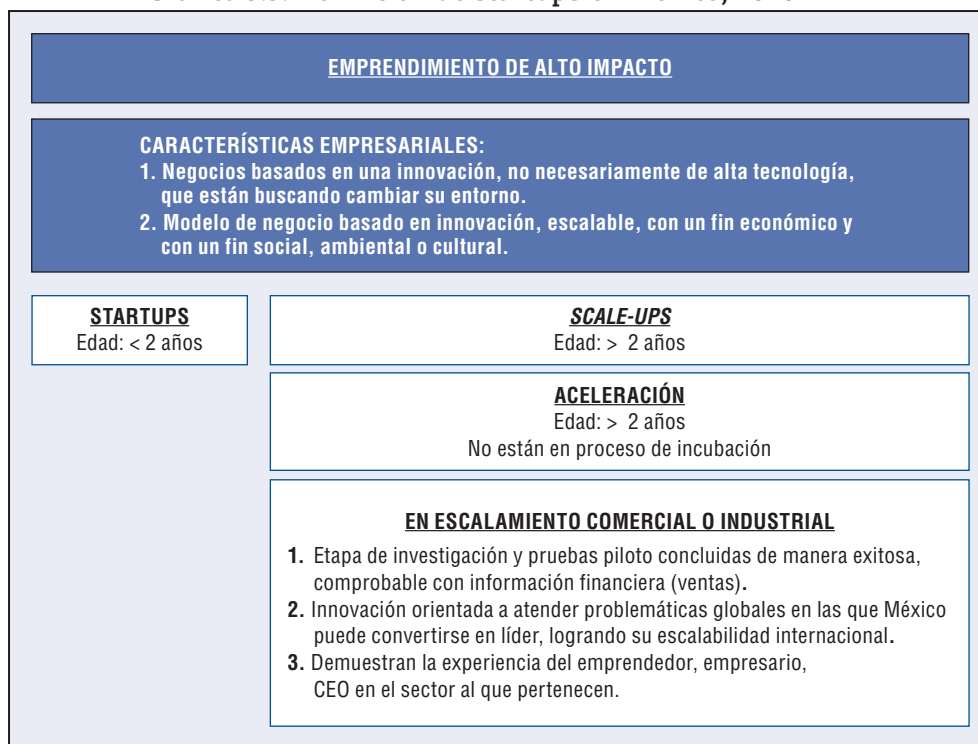 EMPRENDIMIENTO DE ALTO IMPACTO
CARACTERÍSTICAS EMPRESARIALES:
1. Negocios basados en una innovación, no necesariamente de alta tecnología,
que están buscando cambiar su entorno.
2. Modelo de negocio basado en innovación, escalable, con un fin económico y
con un fin social, ambiental o cultural.
STARTUPS
Edad: < 2 años
SCALE-UPS
Edad: > 2 años
ACELERACIÓN
Edad: > 2 años
No están en proceso de incubación
EN ESCALAMIENTO COMERCIAL O INDUSTRIAL
1. Etapa de investigación y pruebas piloto concluidas de manera exitosa,
comprobable con información financiera (ventas).
2. Innovación orientada a atender problemáticas globales en las que México
puede convertirse en líder, logrando su escalabilidad internacional.
3. Demuestran la experiencia del emprendedor, empresario,
CEO en el sector al que pertenecen.